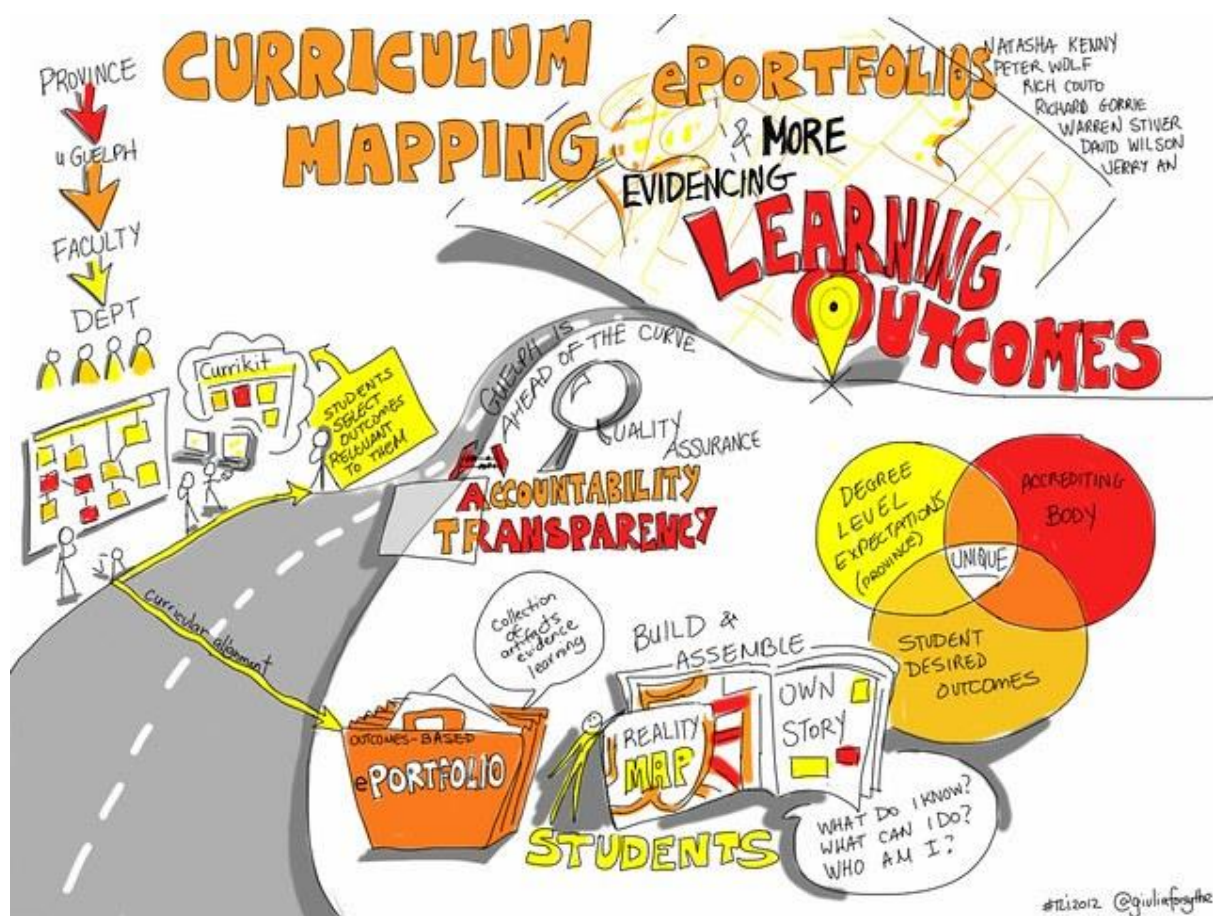 CURRICULUM
MAPPING
ePORTFOLIOS
& MORE
EVIDENCING
LEARNING
OUTCOMES
NATASHA KENNY
PETER WOLF
RICH COUTO
RICHARD GORRIE
WARREN STIVER
DAVID WILSON
JERRY AN
PROVINCE
U GUELPH
FACULTY
DEPT
Currikit
STUDENTS
SELECT
OUTCOMES
RELEVANT
TO THEM
GUELPH IS
AHEAD OF THE CURVE
QUALITY
ASSURANCE
ACCOUNTABILITY
TRANSPARENCY
DEGREE
LEVEL
EXPECTATIONS
(PROVINCE)
ACCREDITING
BODY
UNIQUE
STUDENT
DESIRED
OUTCOMES
curricular alignment
Collection
of
artifacts
evidence
learning
OUTCOMES-BASED
ePORTFOLIO
BUILD &
ASSEMBLE
REALITY
MAP
OWN
STORY
STUDENTS
WHAT DO I KNOW?
WHAT CAN I DO?
WHO AM I?
#TLI2012 @giuliaforsythe